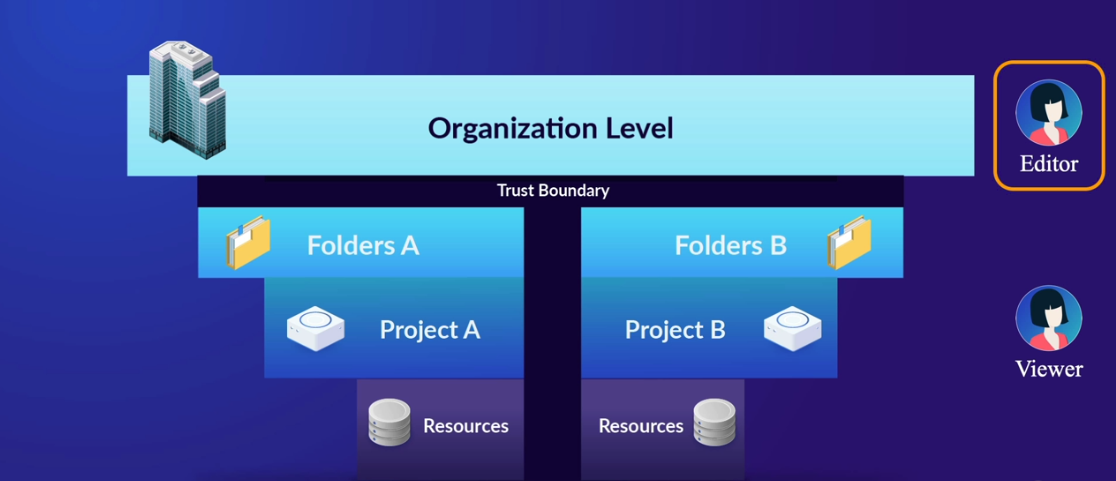 Organization Level
Editor
Trust Boundary
Folders A
Folders B
Project A
Project B
Viewer
Resources
Resources